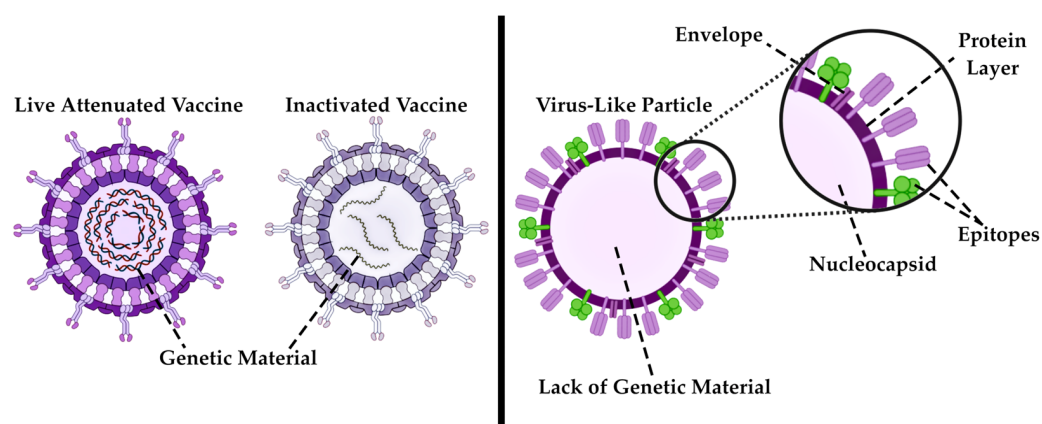 Live Attenuated Vaccine
Inactivated Vaccine
Genetic Material
Virus-Like Particle
Envelope
Protein
Layer
Epitopes
Nucleocapsid
Lack of Genetic Material